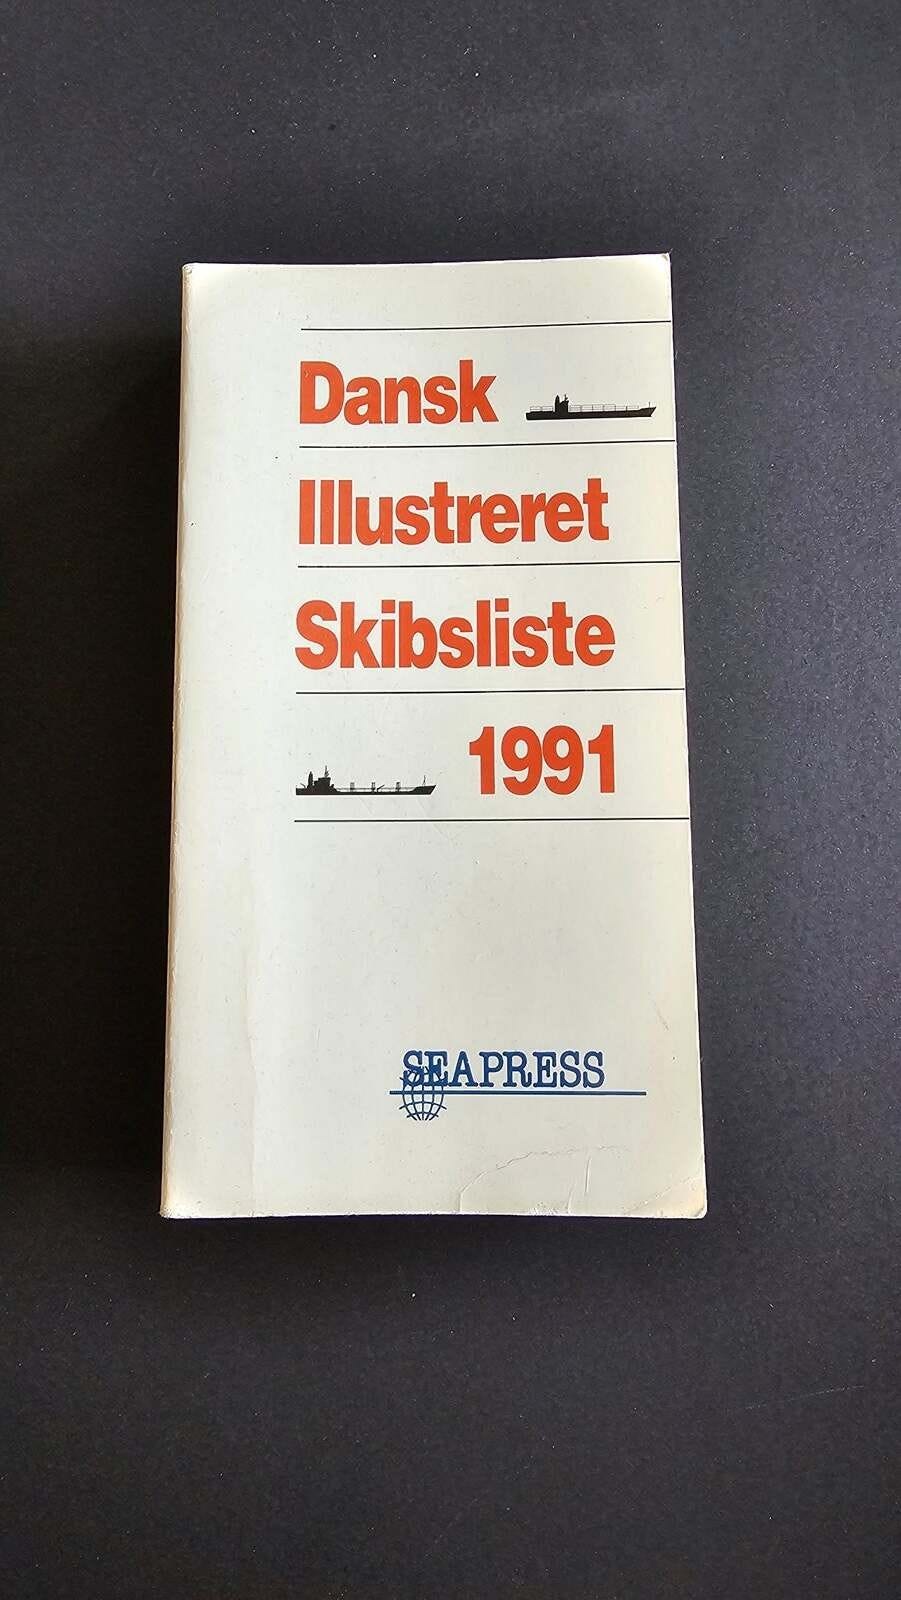 Dansk
Illustreret
Skibsliste
1991
SEAPRESS